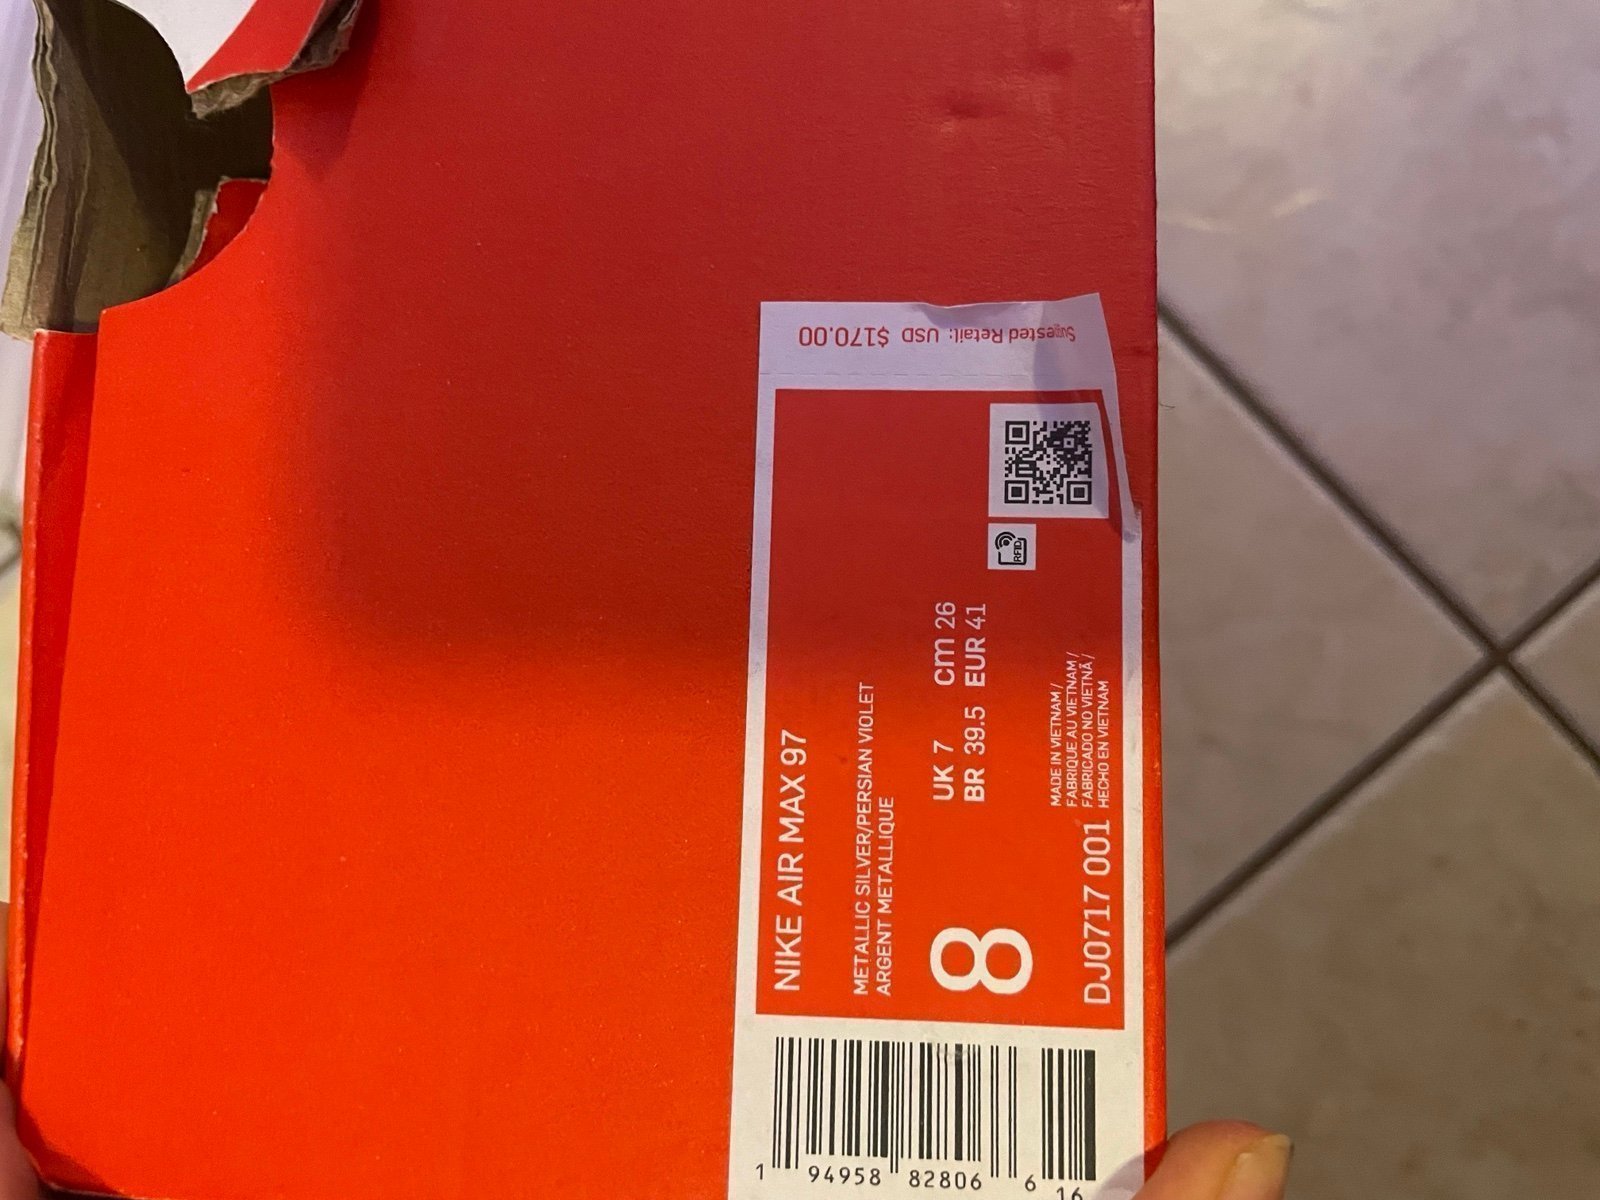 Sugested Retail: USD $170.00
NIKE AIR MAX 97
METALLIC SILVER/PERSIAN VIOLET
ARGENT METALLIQUE
8
UK 7 cm 26
BR 39.5 EUR 41
RFID
DJ0717 001
MADE IN VIETNAM /
FABRIQUE AU VIETNAM /
FABRICADO NO VIETNÃ /
HECHO EN VIETNAM
1 94958 82806 6 16